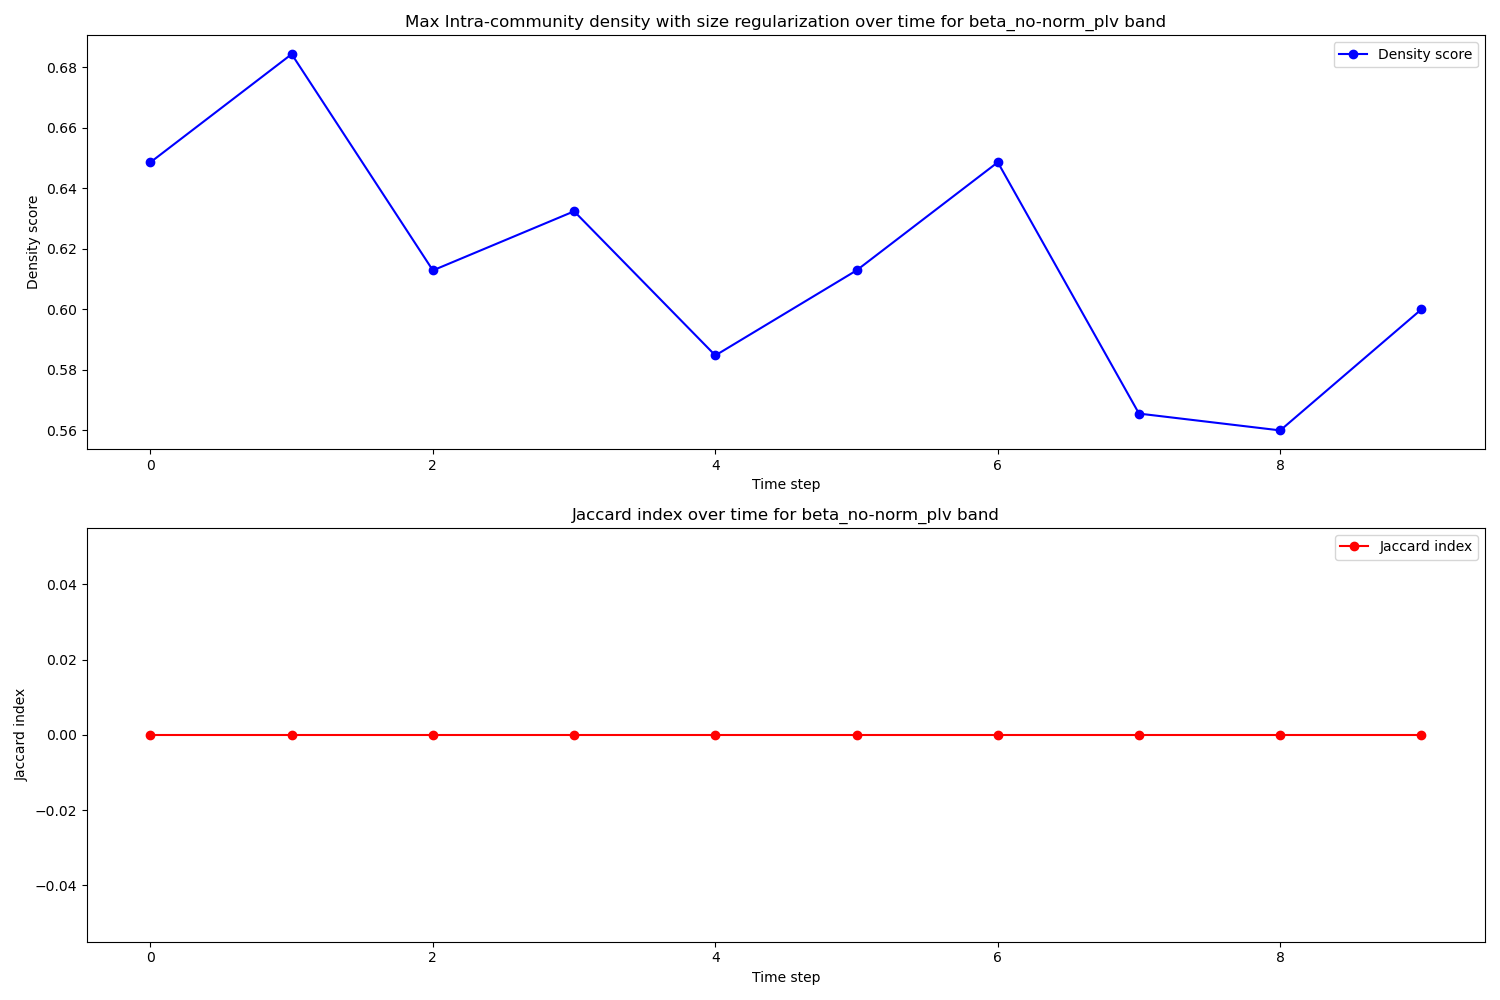 Max Intra-community density with size regularization over time for beta_no-norm_plv band
Density score
0.68
0.66
0.64
0.62
0.60
0.58
0.56
Density score
0 2 4 6 8
Time step
Jaccard index over time for beta_no-norm_plv band
Jaccard index
0.04
0.02
0.00
−0.02
−0.04
Jaccard index
0 2 4 6 8
Time step